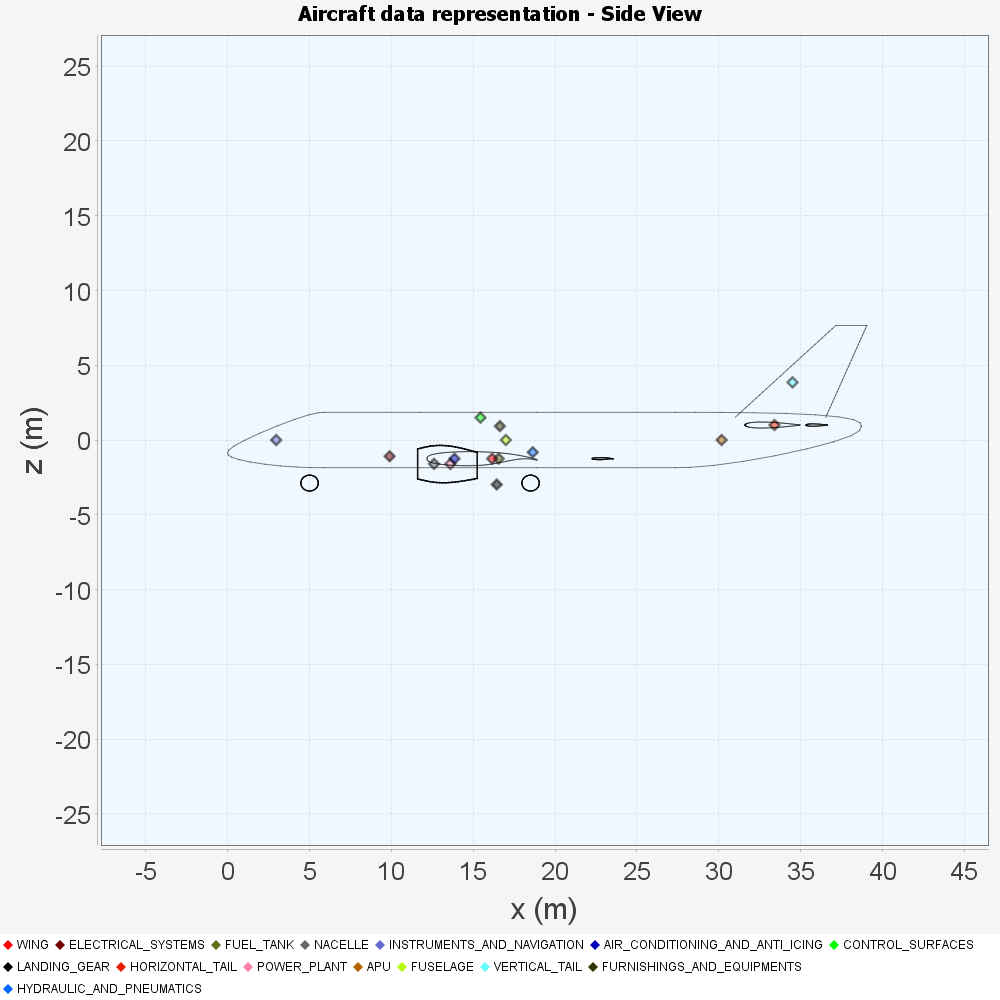 Aircraft data representation - Side View
25
20
15
10
5
0
-5
-10
-15
-20
-25
z (m)
-5 0 5 10 15 20 25 30 35 40 45
x (m)
WING ELECTRICAL_SYSTEMS FUEL_TANK NACELLE INSTRUMENTS_AND_NAVIGATION AIR_CONDITIONING_AND_ANTI_ICING CONTROL_SURFACES
LANDING_GEAR HORIZONTAL_TAIL POWER_PLANT APU FUSELAGE VERTICAL_TAIL FURNISHINGS_AND_EQUIPMENTS
HYDRAULIC_AND_PNEUMATICS